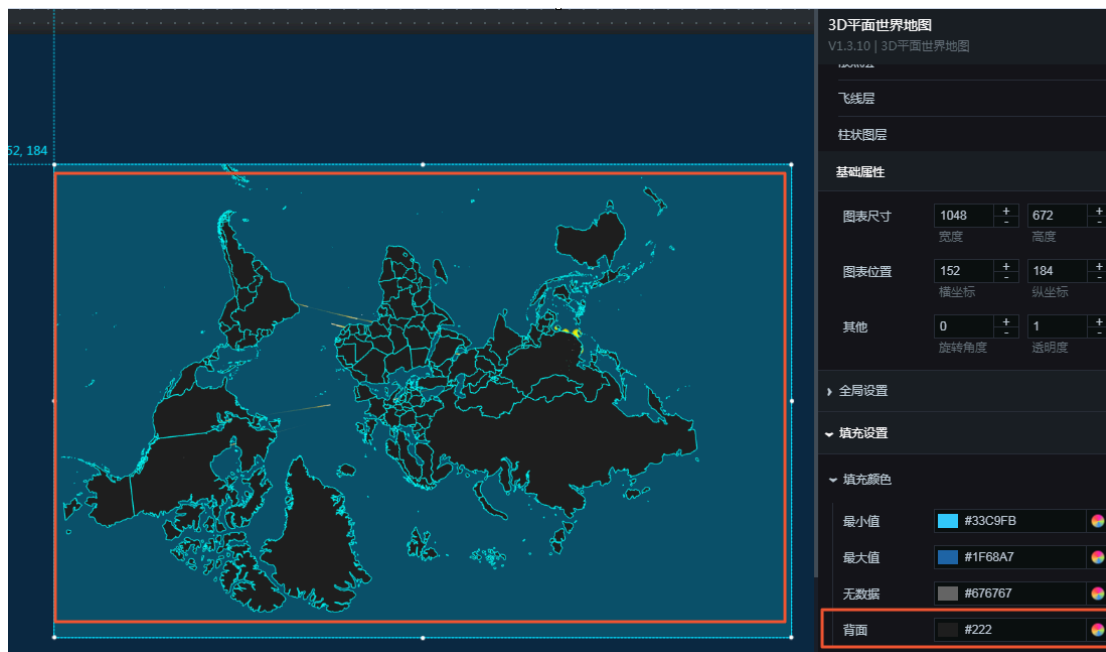 3D平面世界地图
V1.3.10 | 3D平面世界地图
飞线层
柱状图层
52, 184
基础属性
图表尺寸 1048 + - 672 + -
宽度 高度
图表位置 152 + - 184 + -
横坐标 纵坐标
其他 0 + - 1 + -
旋转角度 透明度
全局设置
填充设置
填充颜色
最小值 #33C9FB
最大值 #1F68A7
无数据 #676767
背面 #222